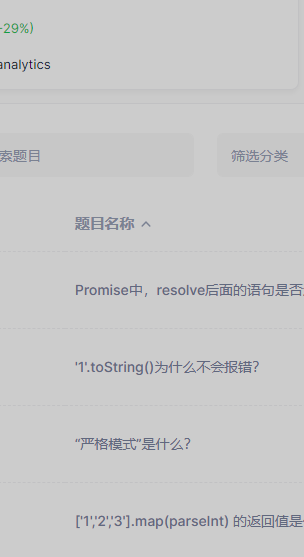 -29%)
analytics
索题目
筛选分类
题目名称
Promise中，resolve后面的语句是否
'1'.toString()为什么不会报错？
“严格模式”是什么？
['1','2','3'].map(parseInt) 的返回值是